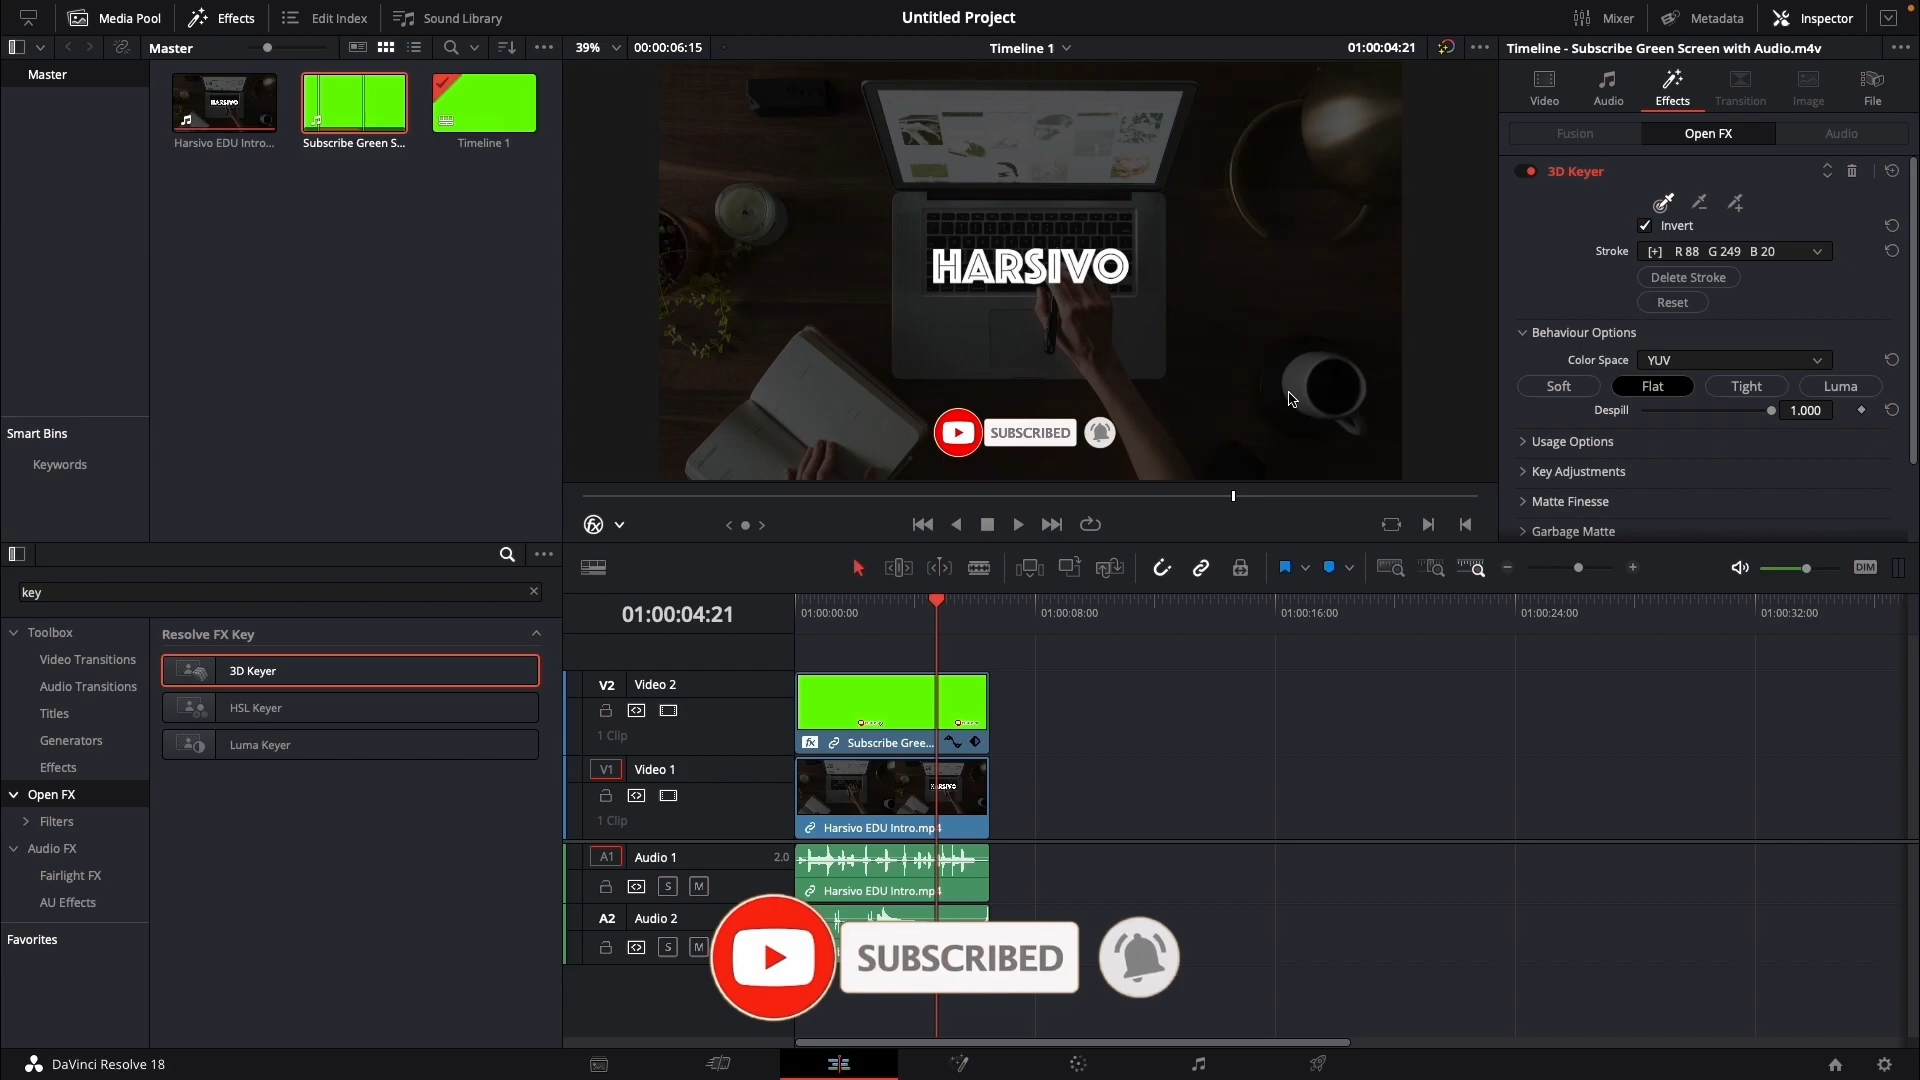 Media Pool
Effects
Edit Index
Sound Library
Untitled Project
Mixer
Metadata
Inspector
Master
39%
00:00:06:15
Timeline 1
01:00:04:21
Timeline - Subscribe Green Screen with Audio.m4v
Master
Harsivo EDU Intro...
Subscribe Green S...
Timeline 1
HARSIVO
SUBSCRIBED
Video
Audio
Effects
Transition
Image
File
Fusion
Open FX
Audio
3D Keyer
Invert
Stroke
[+] R 88 G 249 B 20
Delete Stroke
Reset
Behaviour Options
Color Space
YUV
Soft
Flat
Tight
Luma
Despill
1.000
Usage Options
Key Adjustments
Matte Finesse
Garbage Matte
Smart Bins
Keywords
key
Toolbox
Video Transitions
Audio Transitions
Titles
Generators
Effects
Open FX
Filters
Audio FX
Fairlight FX
AU Effects
Favorites
Resolve FX Key
3D Keyer
HSL Keyer
Luma Keyer
DIM
01:00:04:21
01:00:00:00
01:00:08:00
01:00:16:00
01:00:24:00
01:00:32:00
V2
Video 2
1 Clip
fx
Subscribe Gree...
V1
Video 1
1 Clip
HARSIVO
Harsivo EDU Intro.mp4
A1
Audio 1
2.0
S
M
Harsivo EDU Intro.mp4
A2
Audio 2
S
M
SUBSCRIBED
DaVinci Resolve 18